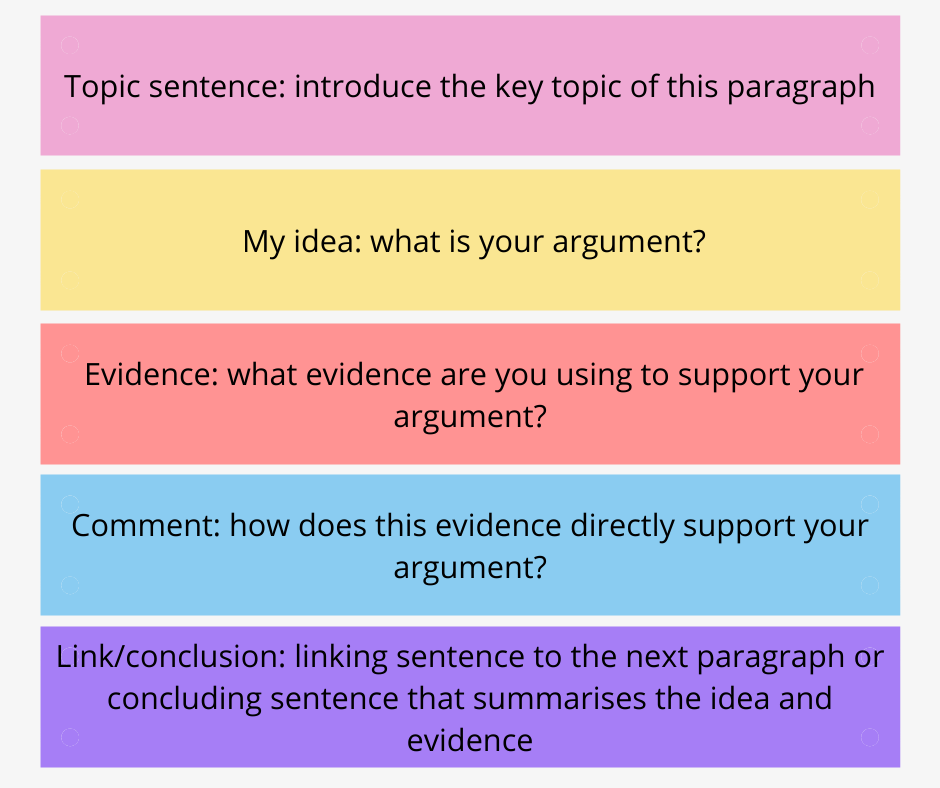 Topic sentence: introduce the key topic of this paragraph
My idea: what is your argument?
Evidence: what evidence are you using to support your
argument?
Comment: how does this evidence directly support your
argument?
Link/conclusion: linking sentence to the next paragraph or
concluding sentence that summarises the idea and
evidence